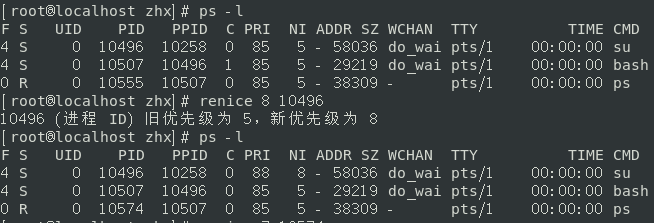 [root@localhost zhx]# ps -l
F S   UID    PID   PPID  C PRI  NI ADDR SZ WCHAN  TTY          TIME CMD
4 S     0  10496  10258  0  85   5 - 58036 do_wai pts/1    00:00:00 su
4 S     0  10507  10496  1  85   5 - 29219 do_wai pts/1    00:00:00 bash
0 R     0  10555  10507  0  85   5 - 38309 -      pts/1    00:00:00 ps
[root@localhost zhx]# renice 8 10496
10496 (进程 ID) 旧优先级为 5，新优先级为 8
[root@localhost zhx]# ps -l
F S   UID    PID   PPID  C PRI  NI ADDR SZ WCHAN  TTY          TIME CMD
4 S     0  10496  10258  0  88   8 - 58036 do_wai pts/1    00:00:00 su
4 S     0  10507  10496  0  85   5 - 29219 do_wai pts/1    00:00:00 bash
0 R     0  10574  10507  0  85   5 - 38309 -      pts/1    00:00:00 ps